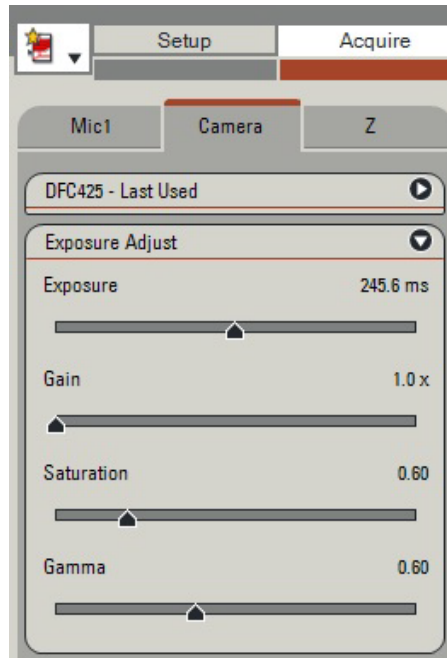 Setup Acquire
Mic1 Camera Z
DFC425 - Last Used
Exposure Adjust
Exposure 245.6 ms
Gain 1.0 x
Saturation 0.60
Gamma 0.60